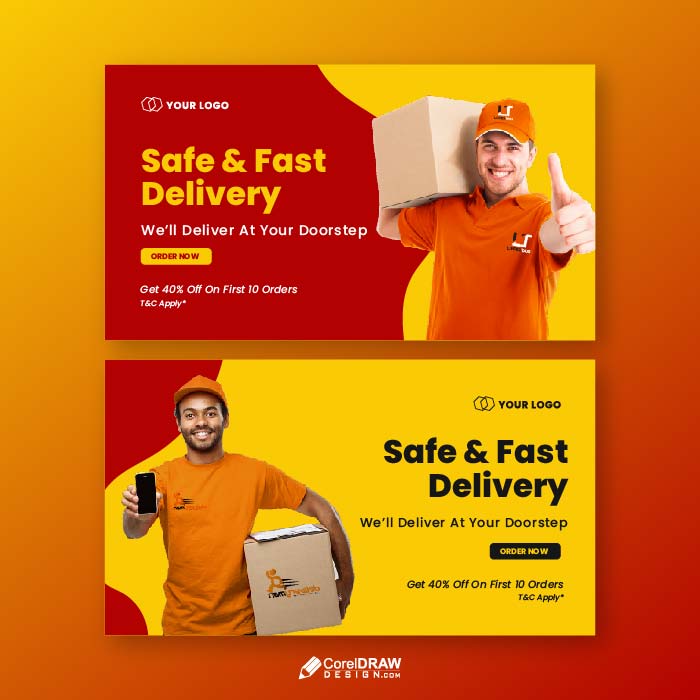 YOUR LOGO
Safe & Fast
Delivery
We'll Deliver At Your Doorstep
ORDER NOW
Get 40% Off On First 10 Orders
T&C Apply*
YOUR LOGO
Safe & Fast
Delivery
We'll Deliver At Your Doorstep
ORDER NOW
Get 40% Off On First 10 Orders
T&C Apply*
CorelDRAW
DESIGN.COM